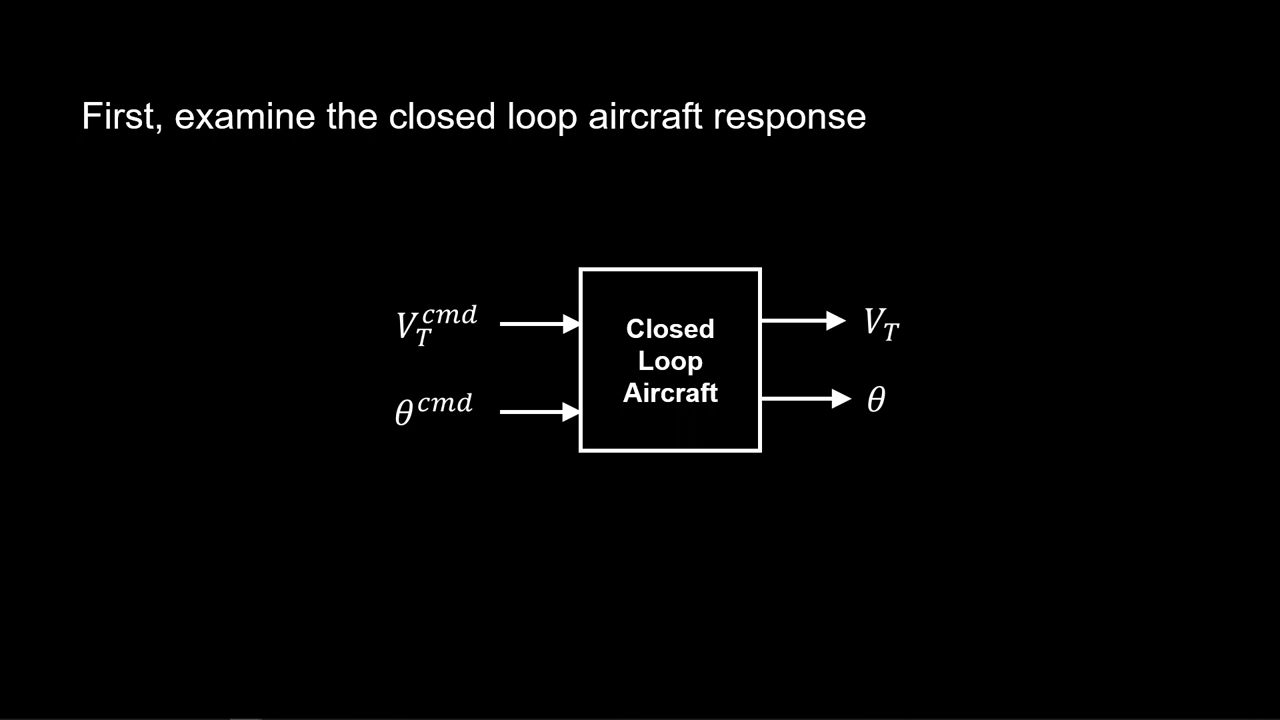 First, examine the closed loop aircraft response
V_T^{cmd}
θ^{cmd}
Closed
Loop
Aircraft
V_T
θ